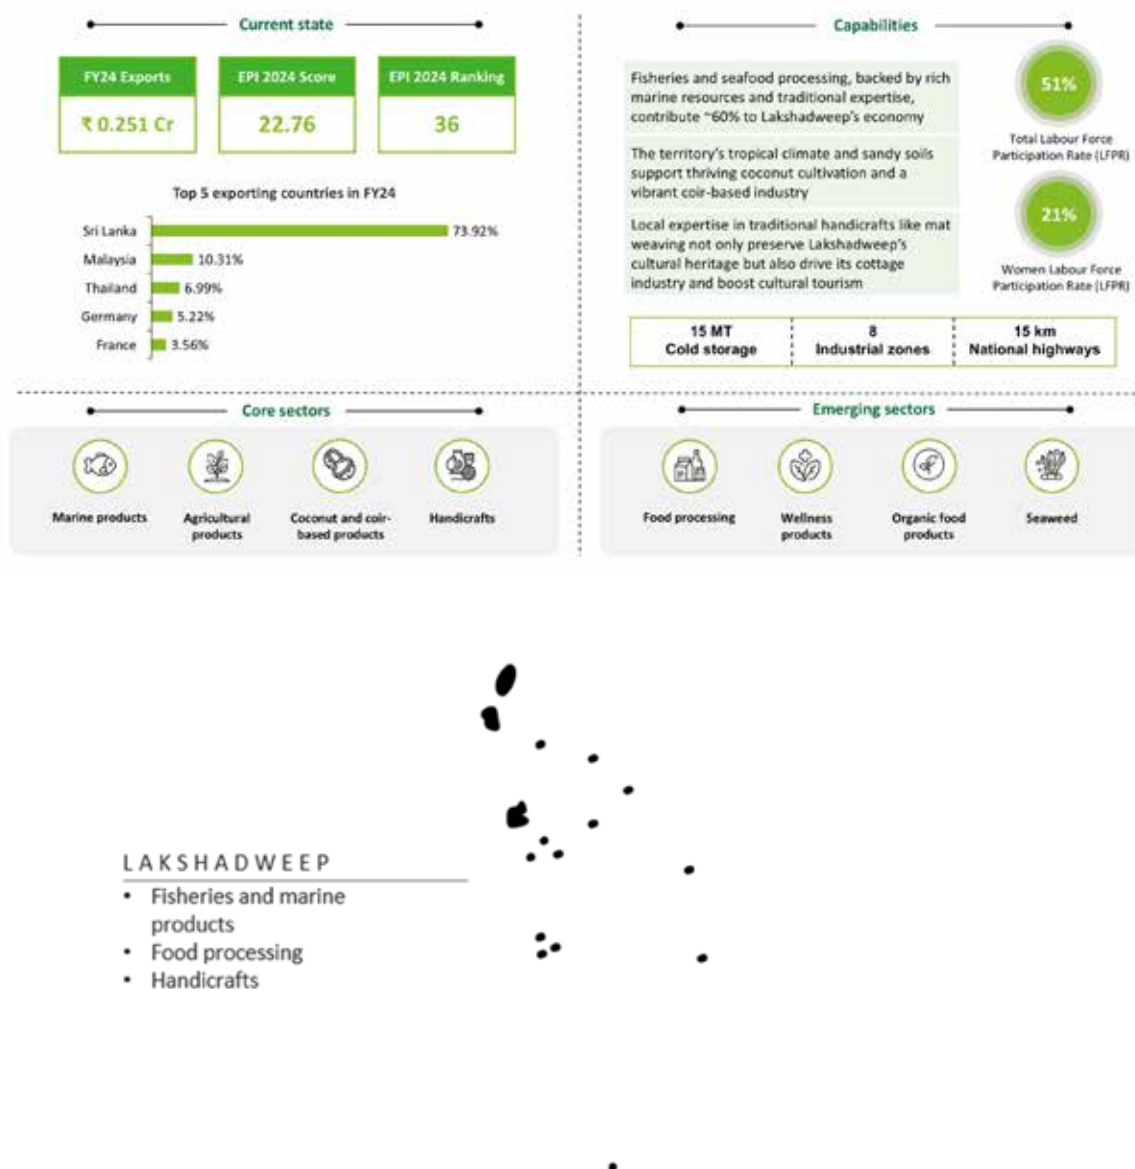 Current state
FY24 Exports
₹ 0.251 Cr
EPI 2024 Score
22.76
EPI 2024 Ranking
36
Top 5 exporting countries in FY24
Sri Lanka 73.92%
Malaysia 10.31%
Thailand 6.99%
Germany 5.22%
France 3.56%
Capabilities
Fisheries and seafood processing, backed by rich
marine resources and traditional expertise,
contribute ~60% to Lakshadweep's economy
The territory's tropical climate and sandy soils
support thriving coconut cultivation and a
vibrant coir-based industry
Local expertise in traditional handicrafts like mat
weaving not only preserve Lakshadweep's
cultural heritage but also drive its cottage
industry and boost cultural tourism
51%
Total Labour Force
Participation Rate (LFPR)
21%
Women Labour Force
Participation Rate (LFPR)
15 MT
Cold storage
8
Industrial zones
15 km
National highways
Core sectors
Marine products
Agricultural
products
Coconut and coir-
based products
Handicrafts
Emerging sectors
Food processing
Wellness
products
Organic food
products
Seaweed
LAKSHADWEEP
• Fisheries and marine
products
• Food processing
• Handicrafts